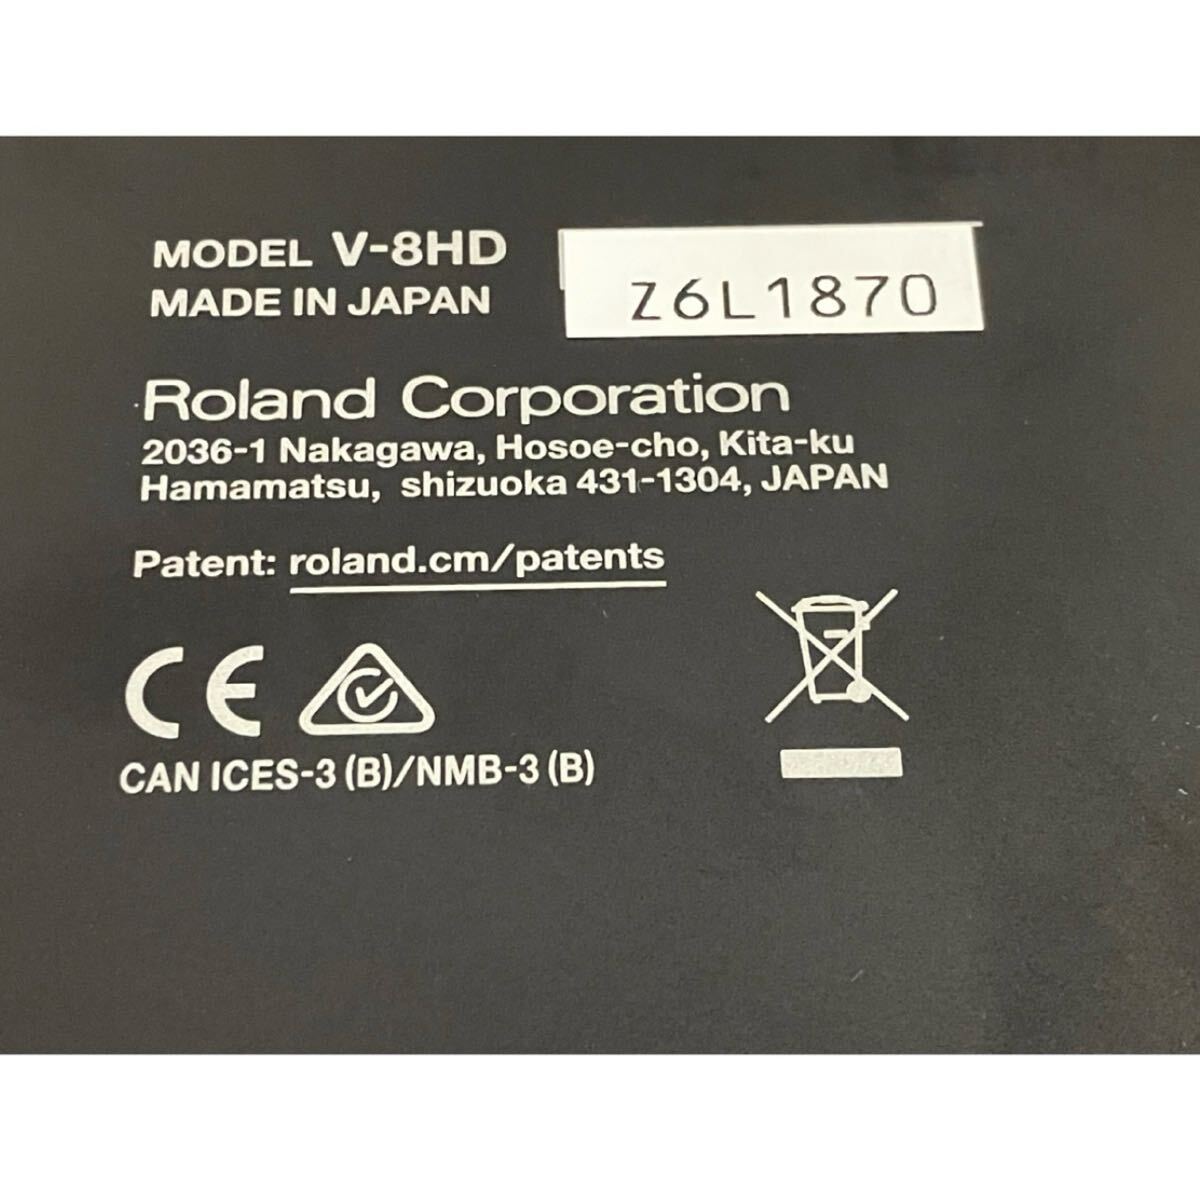 MODEL V-8HD
MADE IN JAPAN
Z6L1870
Roland Corporation
2036-1 Nakagawa, Hosoe-cho, Kita-ku
Hamamatsu, shizuoka 431-1304, JAPAN
Patent: roland.cm/patents
CE
CAN ICES-3 (B)/NMB-3 (B)